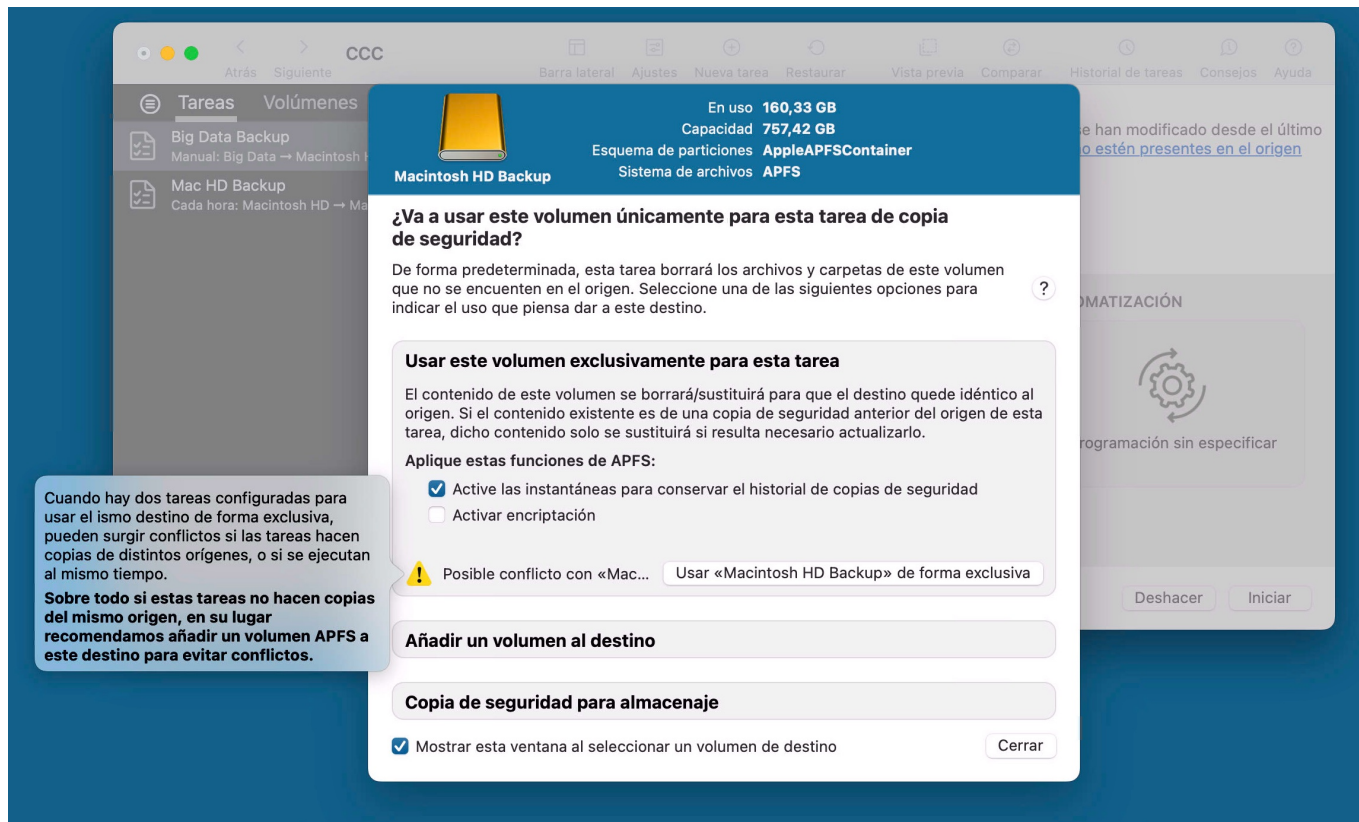 CCC
Atrás
Siguiente
Barra lateral
Ajustes
Nueva tarea
Restaurar
Vista previa
Comparar
Historial de tareas
Consejos
Ayuda
Tareas
Volúmenes
Big Data Backup
Manual: Big Data → Macintosh
Mac HD Backup
Cada hora: Macintosh HD → Ma
Macintosh HD Backup
En uso 160,33 GB
Capacidad 757,42 GB
Esquema de particiones AppleAPFSContainer
Sistema de archivos APFS
se han modificado desde el último
no estén presentes en el origen
¿Va a usar este volumen únicamente para esta tarea de copia
de seguridad?
De forma predeterminada, esta tarea borrará los archivos y carpetas de este volumen
que no se encuenten en el origen. Seleccione una de las siguientes opciones para
indicar el uso que piensa dar a este destino.
?
OMATIZACIÓN
rogramación sin especificar
Usar este volumen exclusivamente para esta tarea
El contenido de este volumen se borrará/sustituirá para que el destino quede idéntico al
origen. Si el contenido existente es de una copia de seguridad anterior del origen de esta
tarea, dicho contenido solo se sustituirá si resulta necesario actualizarlo.
Aplique estas funciones de APFS:
Active las instantáneas para conservar el historial de copias de seguridad
Activar encriptación
Posible conflicto con «Mac...
Usar «Macintosh HD Backup» de forma exclusiva
Cuando hay dos tareas configuradas para
usar el ismo destino de forma exclusiva,
pueden surgir conflictos si las tareas hacen
copias de distintos orígenes, o si se ejecutan
al mismo tiempo.
Sobre todo si estas tareas no hacen copias
del mismo origen, en su lugar
recomendamos añadir un volumen APFS a
este destino para evitar conflictos.
Deshacer
Iniciar
Añadir un volumen al destino
Copia de seguridad para almacenaje
Mostrar esta ventana al seleccionar un volumen de destino
Cerrar